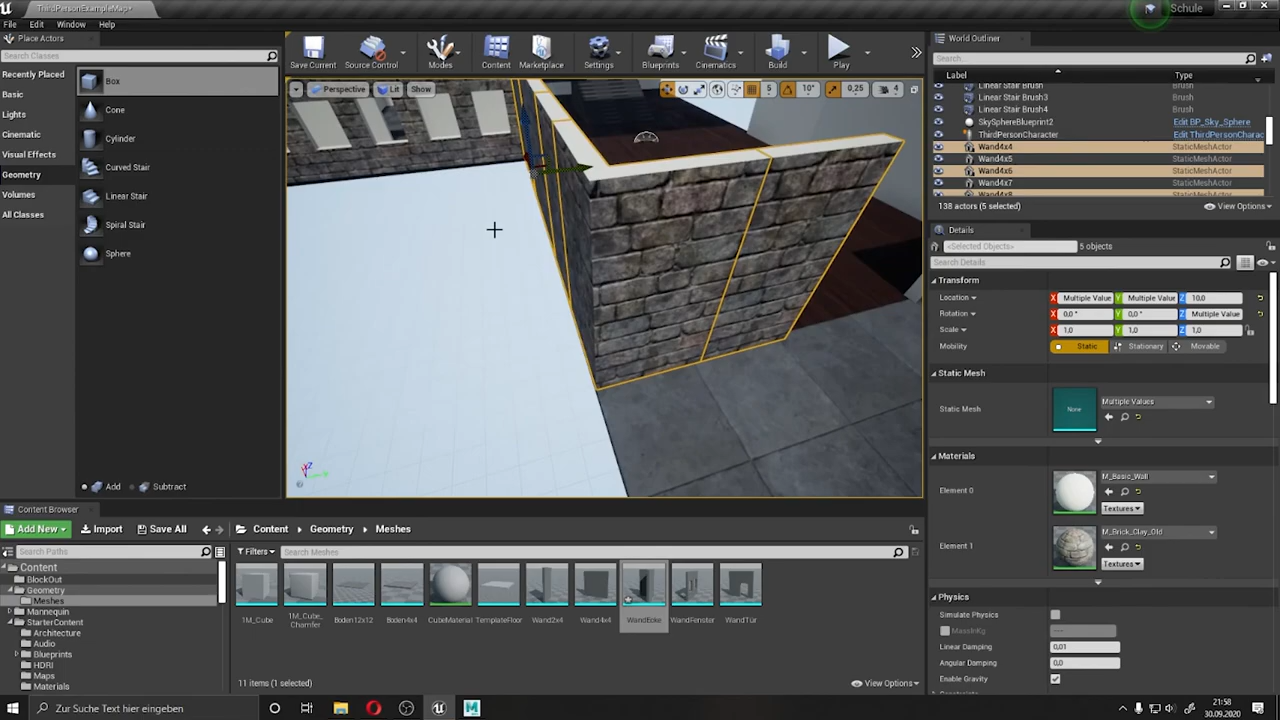 ThirdPersonExampleMap*
Schule
File Edit Window Help
Place Actors
Search Classes
Recently Placed
Basic
Lights
Cinematic
Visual Effects
Geometry
Volumes
All Classes
Box
Cone
Cylinder
Curved Stair
Linear Stair
Spiral Stair
Sphere
Add Subtract
Save Current Source Control Modes Content Marketplace Settings Blueprints Cinematics Build Play
Perspective Lit Show 5 10° 0,25 4
Z
World Outliner
Search...
Label Type
Linear Stair Brush Brush
Linear Stair Brush3 Brush
Linear Stair Brush4 Brush
SkySphereBlueprint2 Edit BP_Sky_Sphere
ThirdPersonCharacter Edit ThirdPersonCharac
Wand4x4 StaticMeshActor
Wand4x5 StaticMeshActor
Wand4x6 StaticMeshActor
Wand4x7 StaticMeshActor
Wand4x8 StaticMeshActor
138 actors (5 selected) View Options
Details
<Selected Objects> 5 objects
Search Details
Transform
Location X Multiple Value Y Multiple Value Z 10,0
Rotation X 0,0 ° Y 0,0 ° Z Multiple Value
Scale X 1,0 Y 1,0 Z 1,0
Mobility Static Stationary Movable
Static Mesh
Static Mesh None Multiple Values
Materials
Element 0 M_Basic_Wall
Textures
Element 1 M_Brick_Clay_Old
Textures
Physics
Simulate Physics
MassInKg
Linear Damping 0,01
Angular Damping 0,0
Enable Gravity
Content Browser
Add New Import Save All Content Geometry Meshes
Search Paths
Filters Search Meshes
Content
BlockOut
Geometry
Meshes
Mannequin
StarterContent
Architecture
Audio
Blueprints
HDRI
Maps
Materials
1M_Cube 1M_Cube_Chamfer Boden12x12 Boden4x4 CubeMaterial TemplateFloor Wand2x4 Wand4x4 WandEcke WandFenster WandTür
11 items (1 selected) View Options
Zur Suche Text hier eingeben
21:58
30.09.2020